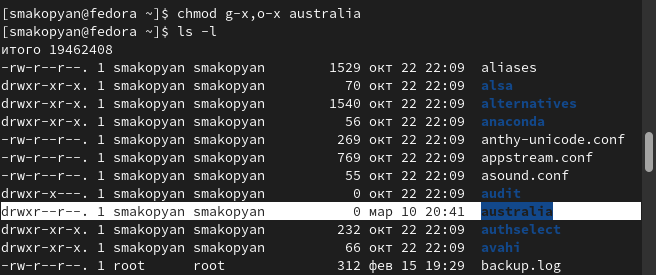 [smakopyan@fedora ~]$ chmod g-x,o-x australia
[smakopyan@fedora ~]$ ls -l
итого 19462408
-rw-r--r--. 1 smakopyan smakopyan 1529 окт 22 22:09 aliases
drwxr-xr-x. 1 smakopyan smakopyan 70 окт 22 22:09 alsa
drwxr-xr-x. 1 smakopyan smakopyan 1540 окт 22 22:09 alternatives
drwxr-xr-x. 1 smakopyan smakopyan 56 окт 22 22:09 anaconda
-rw-r--r--. 1 smakopyan smakopyan 269 окт 22 22:09 anthy-unicode.conf
-rw-r--r--. 1 smakopyan smakopyan 769 окт 22 22:09 appstream.conf
-rw-r--r--. 1 smakopyan smakopyan 55 окт 22 22:09 asound.conf
drwxr-x---. 1 smakopyan smakopyan 0 окт 22 22:09 audit
drwxr--r--. 1 smakopyan smakopyan 0 мар 10 20:41 australia
drwxr-xr-x. 1 smakopyan smakopyan 232 окт 22 22:09 authselect
drwxr-xr-x. 1 smakopyan smakopyan 66 окт 22 22:09 avahi
-rw-r--r--. 1 root root 312 фев 15 19:29 backup.log